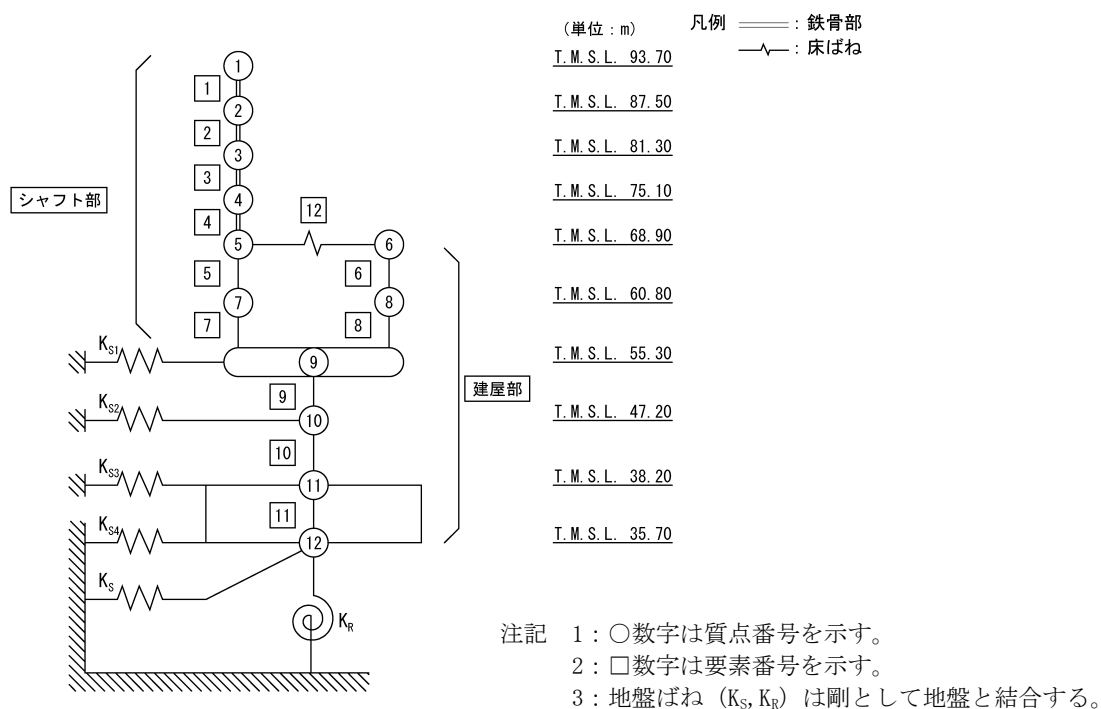 (単位:m)
凡例 :鉄骨部
:床ばね
T.M.S.L. 93.70
T.M.S.L. 87.50
T.M.S.L. 81.30
T.M.S.L. 75.10
T.M.S.L. 68.90
T.M.S.L. 60.80
T.M.S.L. 55.30
T.M.S.L. 47.20
T.M.S.L. 38.20
T.M.S.L. 35.70
シャフト部
建屋部
1
1
2
2
3
3
4
4
12
5
6
5
6
7
8
7
8
KS1
9
9
KS2
10
10
KS3
11
11
KS4
12
KS
KR
注記 1:○数字は質点番号を示す。
2:□数字は要素番号を示す。
3:地盤ばね(KS,KR)は剛として地盤と結合する。